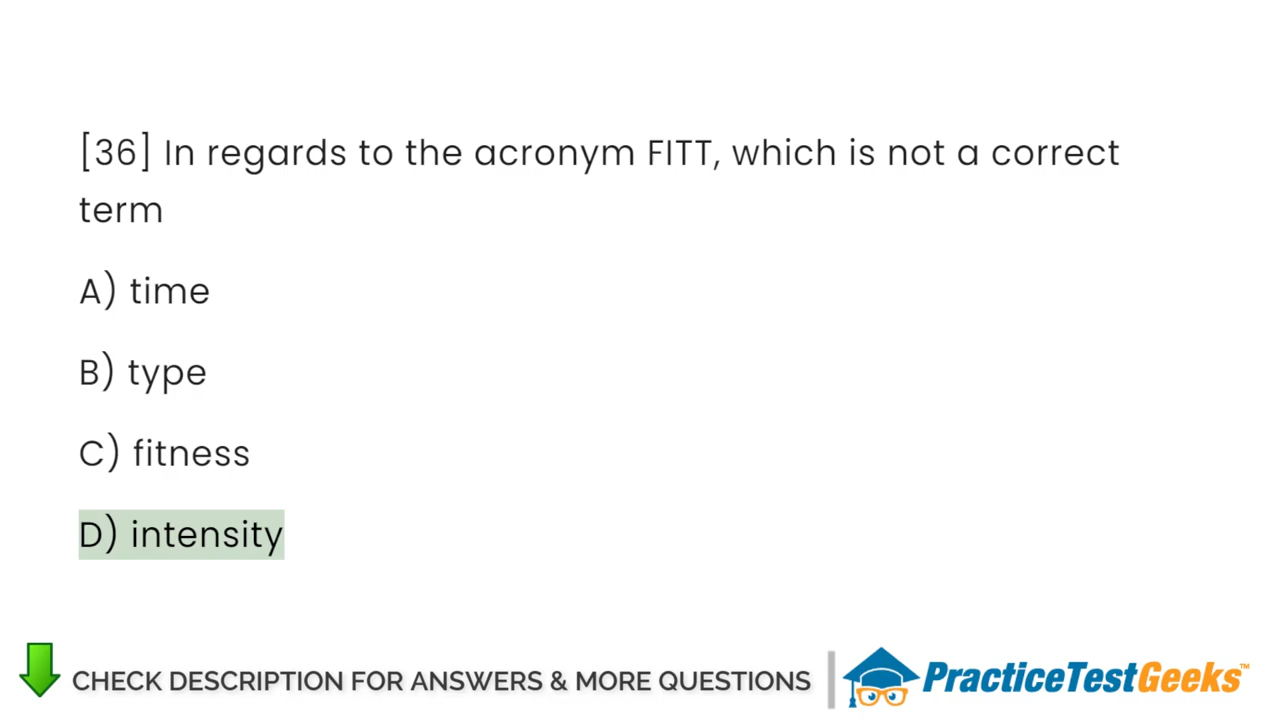 [36] In regards to the acronym FITT, which is not a correct
term
A) time
B) type
C) fitness
D) intensity
CHECK DESCRIPTION FOR ANSWERS & MORE QUESTIONS
PracticeTestGeeks™